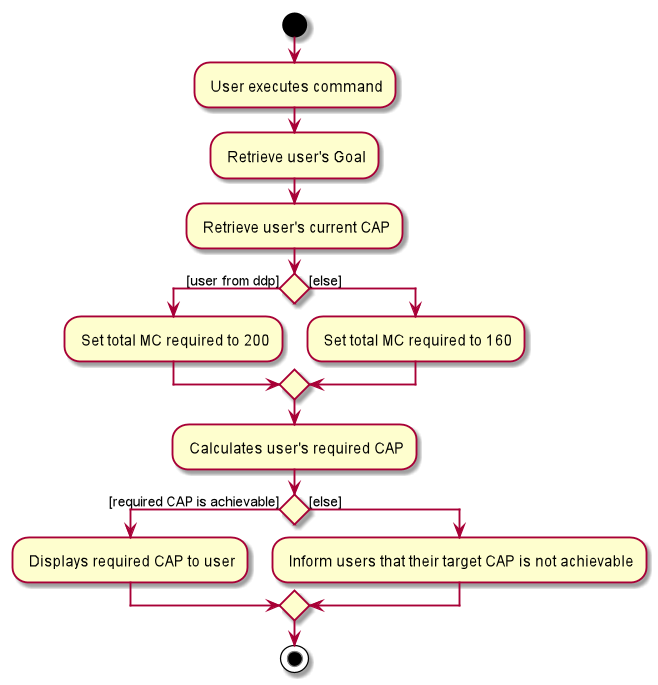 User executes command
Retrieve user's Goal
Retrieve user's current CAP
[user from ddp]
[else]
Set total MC required to 200
Set total MC required to 160
Calculates user's required CAP
[required CAP is achievable]
[else]
Displays required CAP to user
Inform users that their target CAP is not achievable